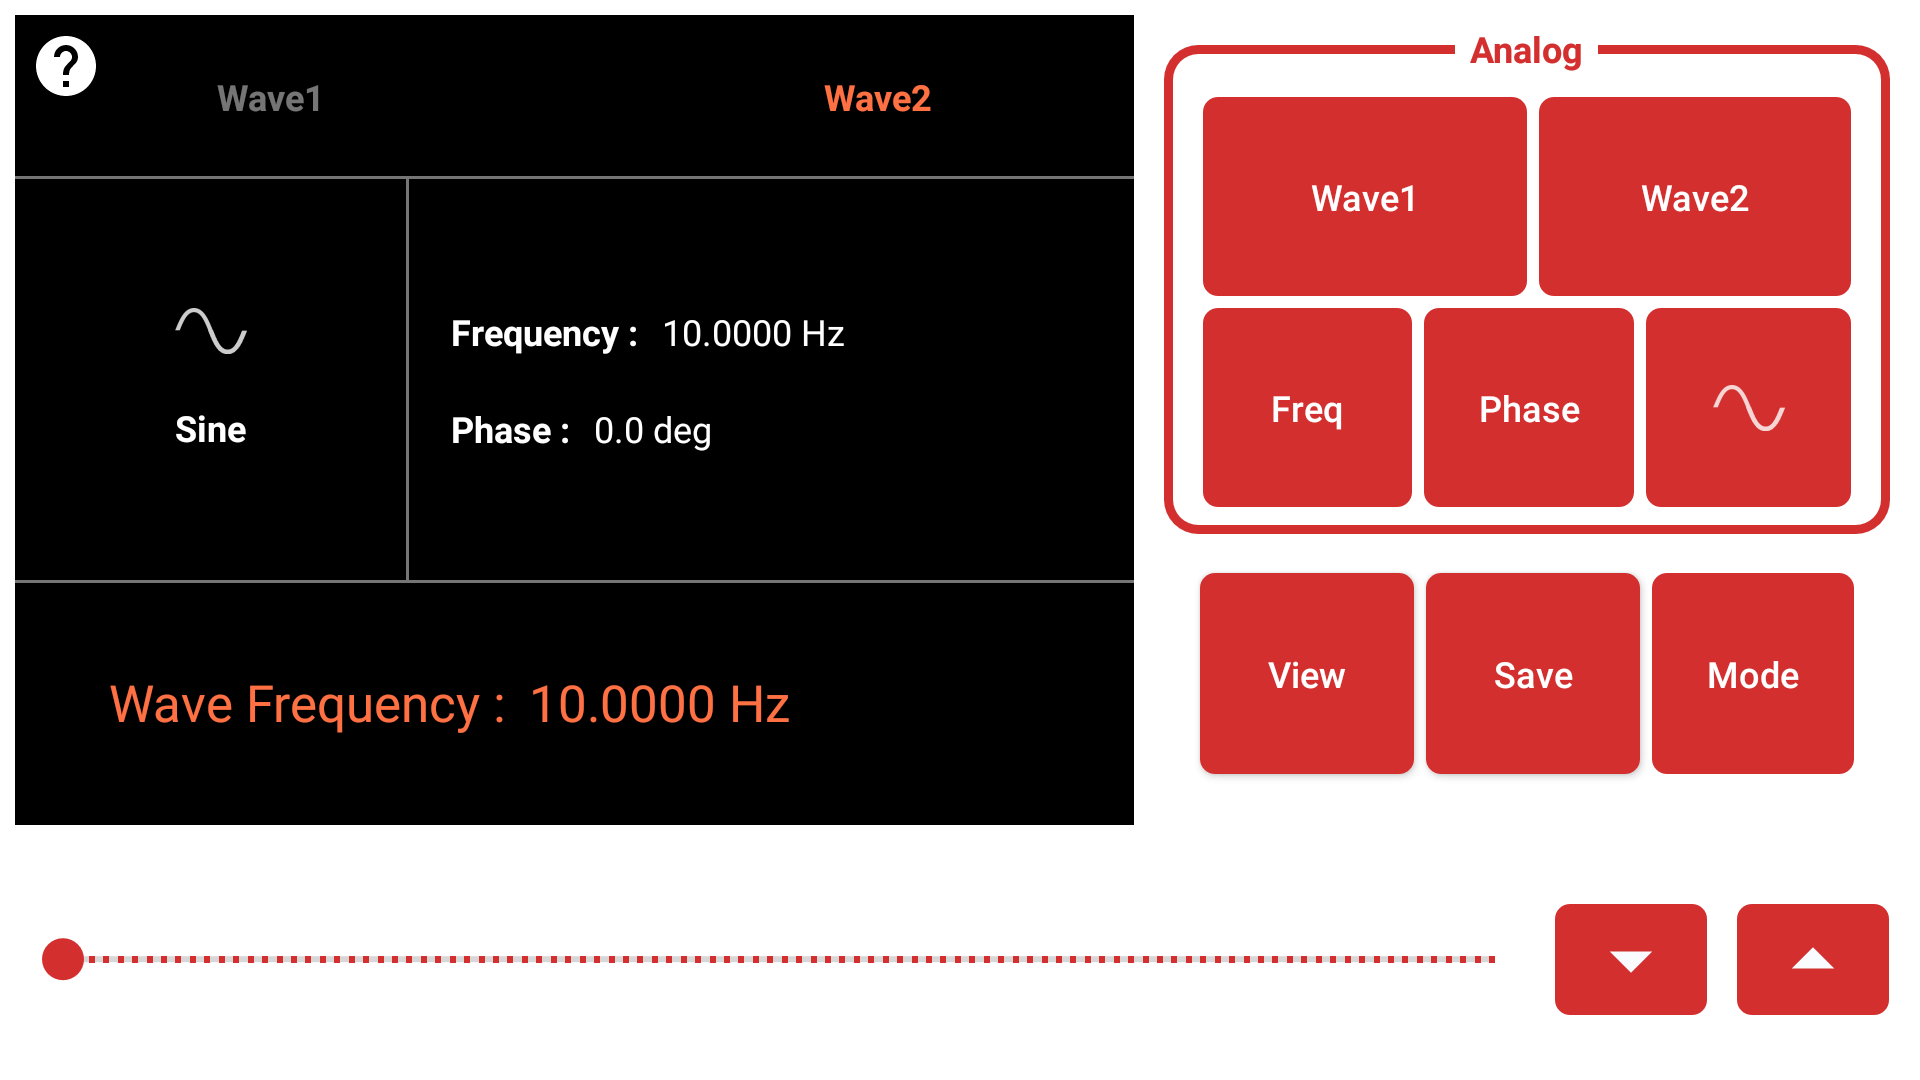 ?
Wave1
Wave2
Sine
Frequency : 10.0000 Hz
Phase : 0.0 deg
Wave Frequency : 10.0000 Hz
Analog
Wave1
Wave2
Freq
Phase
View
Save
Mode